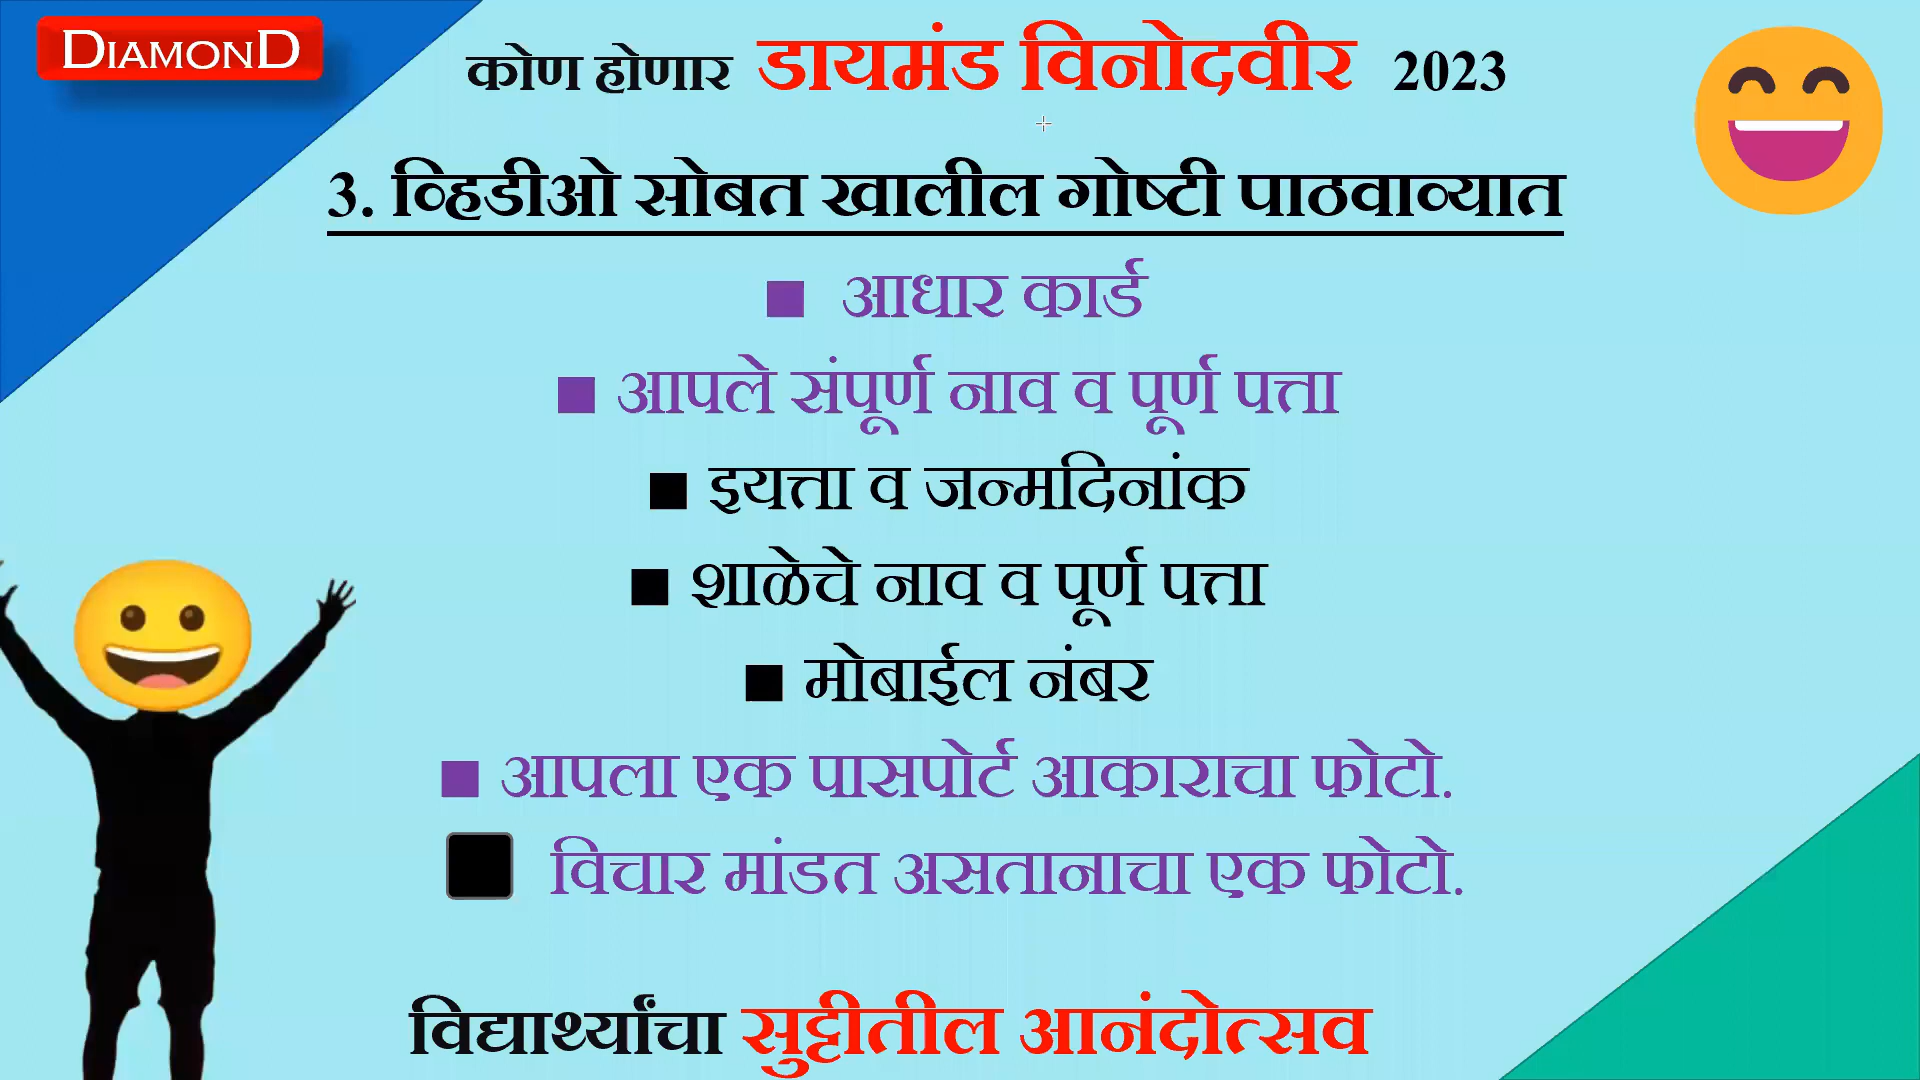 DIAMOND
कोण होणार डायमंड विनोदवीर 2023
3. व्हिडीओ सोबत खालील गोष्टी पाठवाव्यात
■ आधार कार्ड
■ आपले संपूर्ण नाव व पूर्ण पत्ता
■ इयत्ता व जन्मदिनांक
■ शाळेचे नाव व पूर्ण पत्ता
■ मोबाईल नंबर
■ आपला एक पासपोर्ट आकाराचा फोटो.
■ विचार मांडत असतानाचा एक फोटो.
विद्यार्थ्यांचा सुट्टीतील आनंदोत्सव